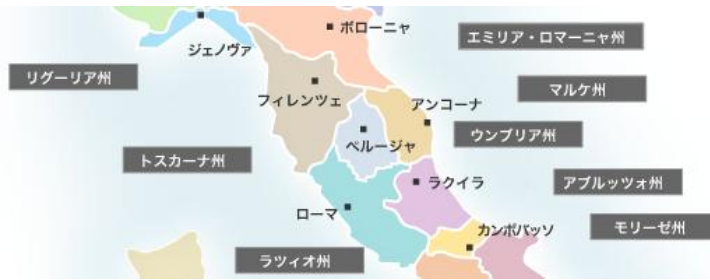 ボローニャ
エミリア・ロマーニャ州
ジェノヴァ
リグーリア州
マルケ州
フィレンツェ
アンコーナ
ウンブリア州
ペルージャ
トスカーナ州
アブルッツォ州
ラクイラ
ローマ
モリーゼ州
カンポバッソ
ラツィオ州